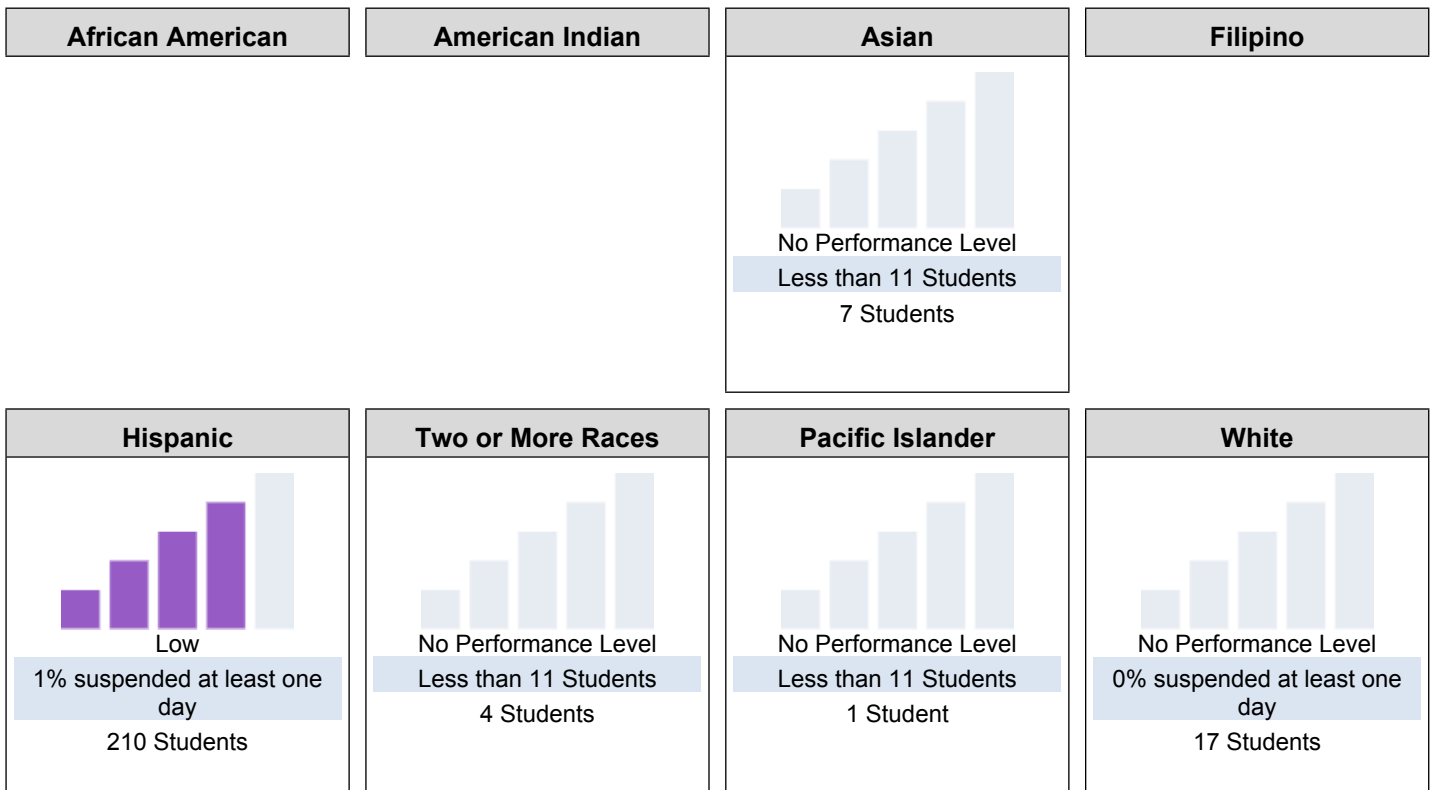 African American
American Indian
Asian
Filipino
No Performance Level
Less than 11 Students
7 Students
Hispanic
Two or More Races
Pacific Islander
White
Low
1% suspended at least one
day
210 Students
No Performance Level
Less than 11 Students
4 Students
No Performance Level
Less than 11 Students
1 Student
No Performance Level
0% suspended at least one
day
17 Students